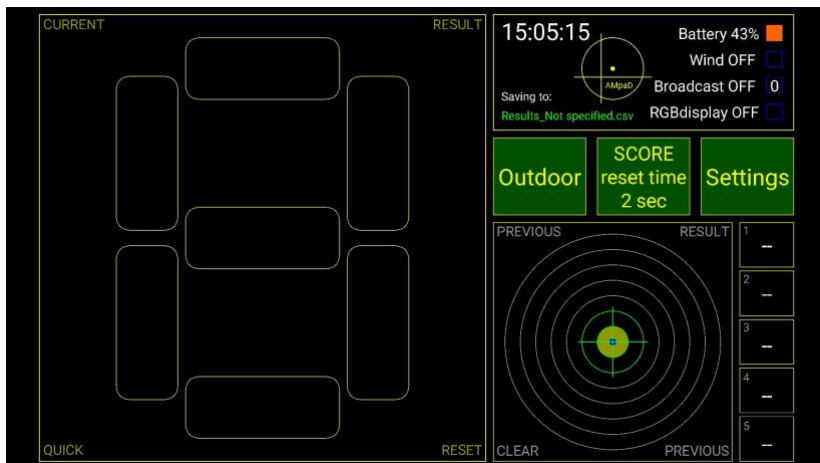 CURRENT RESULT
QUICK RESET
15:05:15
Battery 43%
Wind OFF
Broadcast OFF 0
RGBdisplay OFF
AMpaD
Saving to:
Results_Not specified.csv
Outdoor
SCORE
reset time
2 sec
Settings
PREVIOUS RESULT
CLEAR PREVIOUS
1
--
2
--
3
--
4
--
5
--